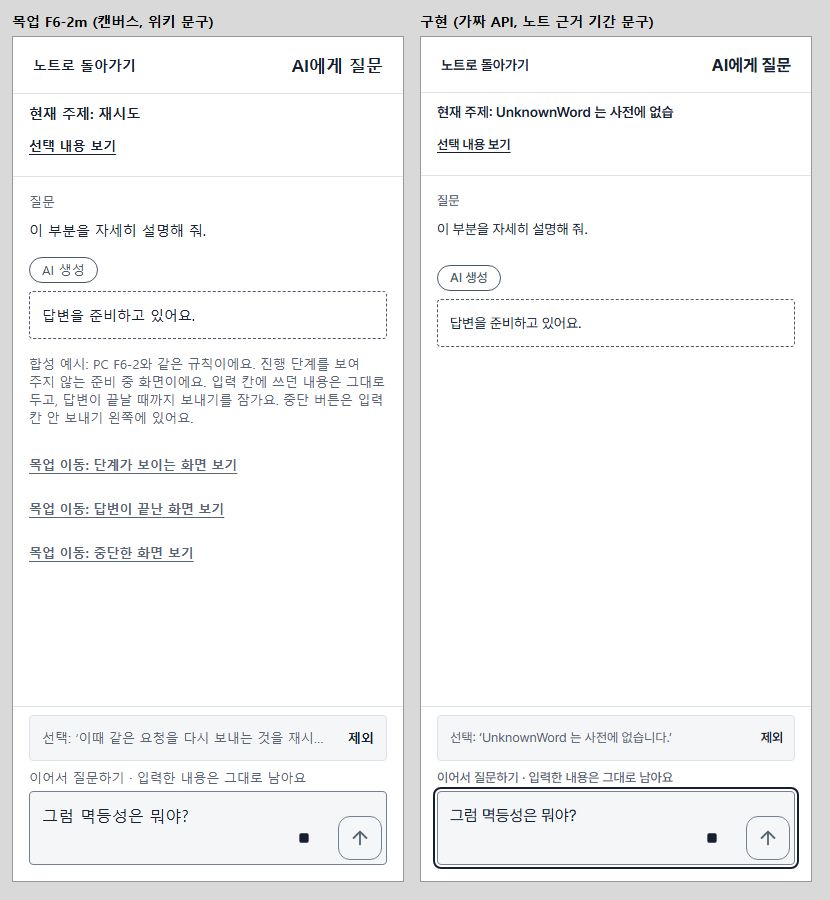 목업 F6-2m (캔버스, 위키 문구)
노트로 돌아가기
AI에게 질문
현재 주제: 재시도
선택 내용 보기
질문
이 부분을 자세히 설명해 줘.
AI 생성
답변을 준비하고 있어요.
합성 예시: PC F6-2와 같은 규칙이에요. 진행 단계를 보여
주지 않는 준비 중 화면이에요. 입력 칸에 쓰던 내용은 그대로
두고, 답변이 끝날 때까지 보내기를 잠가요. 중단 버튼은 입력
칸 안 보내기 왼쪽에 있어요.
목업 이동: 단계가 보이는 화면 보기
목업 이동: 답변이 끝난 화면 보기
목업 이동: 중단한 화면 보기
선택: ‘이때 같은 요청을 다시 보내는 것을 재시...
제외
이어서 질문하기 · 입력한 내용은 그대로 남아요
그럼 멱등성은 뭐야?
구현 (가짜 API, 노트 근거 기간 문구)
노트로 돌아가기
AI에게 질문
현재 주제: UnknownWord 는 사전에 없습
선택 내용 보기
질문
이 부분을 자세히 설명해 줘.
AI 생성
답변을 준비하고 있어요.
선택: ‘UnknownWord 는 사전에 없습니다.’
제외
이어서 질문하기 · 입력한 내용은 그대로 남아요
그럼 멱등성은 뭐야?